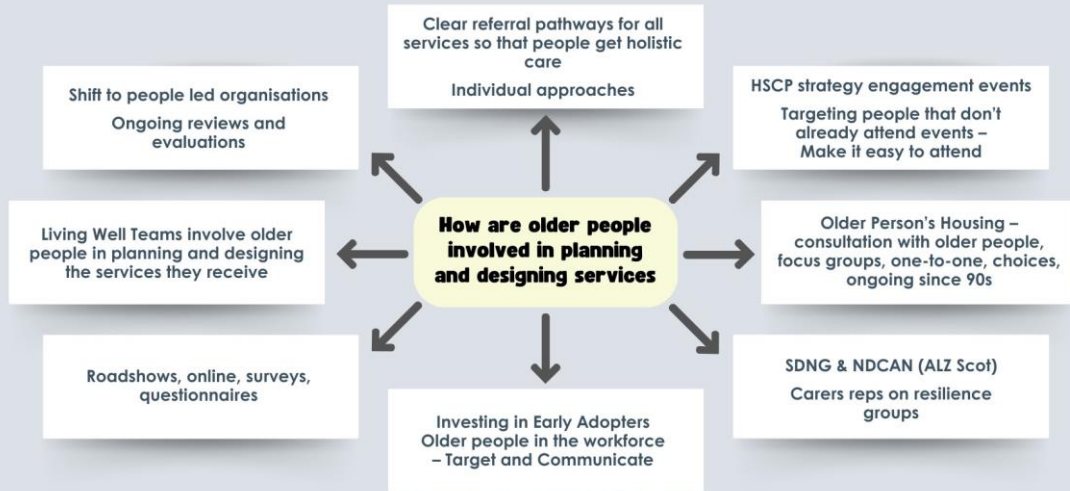 Clear referral pathways for all
services so that people get holistic
care
Individual approaches
Shift to people led organisations
Ongoing reviews and
evaluations
HSCP strategy engagement events
Targeting people that don't
already attend events –
Make it easy to attend
Living Well Teams involve older
people in planning and designing
the services they receive
How are older people
involved in planning
and designing services
Older Person's Housing –
consultation with older people,
focus groups, one-to-one, choices,
ongoing since 90s
Roadshows, online, surveys,
questionnaires
Investing in Early Adopters
Older people in the workforce
– Target and Communicate
SDNG & NDCAN (ALZ Scot)
Carers reps on resilience
groups